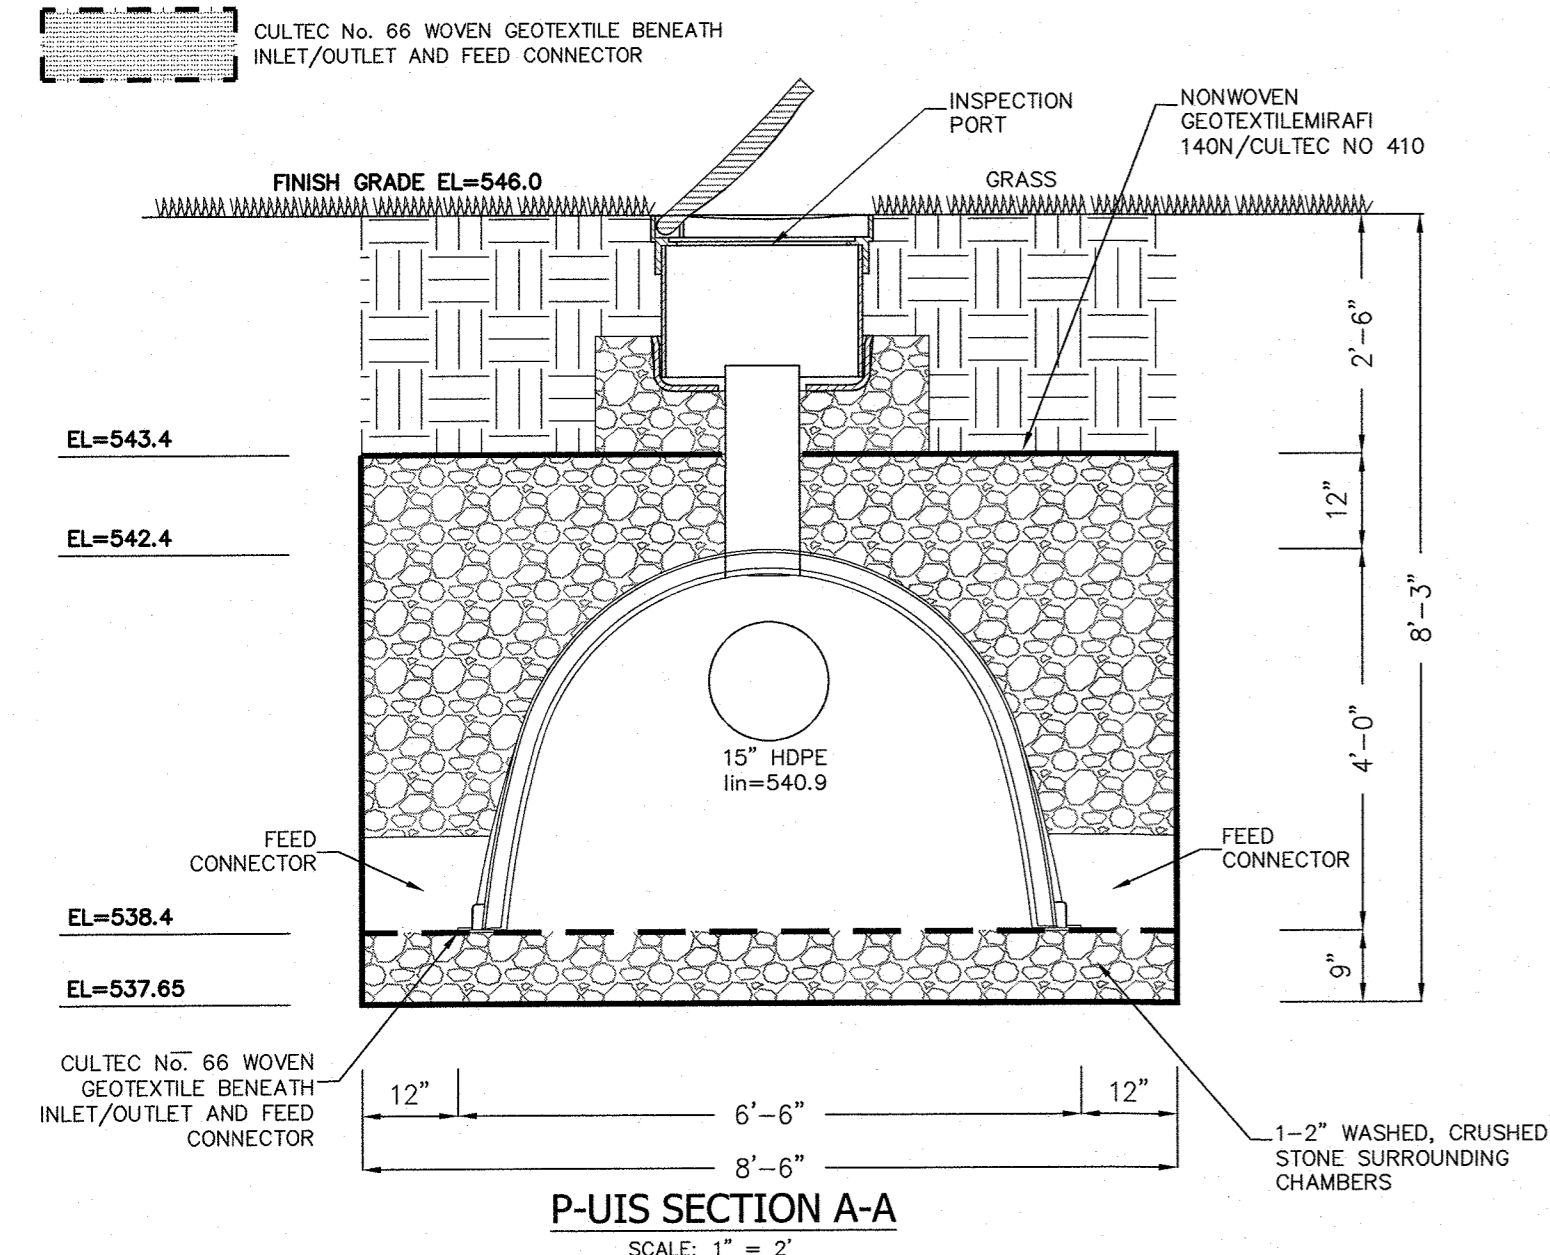 CULTEC No. 66 WOVEN GEOTEXTILE BENEATH
INLET/OUTLET AND FEED CONNECTOR
INSPECTION
PORT
NONWOVEN
GEOTEXTILEMIRAFI
140N/CULTEC NO 410
FINISH GRADE EL=546.0
GRASS
2'-6"
EL=543.4
12"
EL=542.4
8'-3"
4'-0"
15" HDPE
Iin=540.9
FEED
CONNECTOR
FEED
CONNECTOR
EL=538.4
9"
EL=537.65
CULTEC No. 66 WOVEN
GEOTEXTILE BENEATH
INLET/OUTLET AND FEED
CONNECTOR
12"
6'-6"
12"
8'-6"
1-2" WASHED, CRUSHED
STONE SURROUNDING
CHAMBERS
P-UIS SECTION A-A
SCALE: 1" = 2'